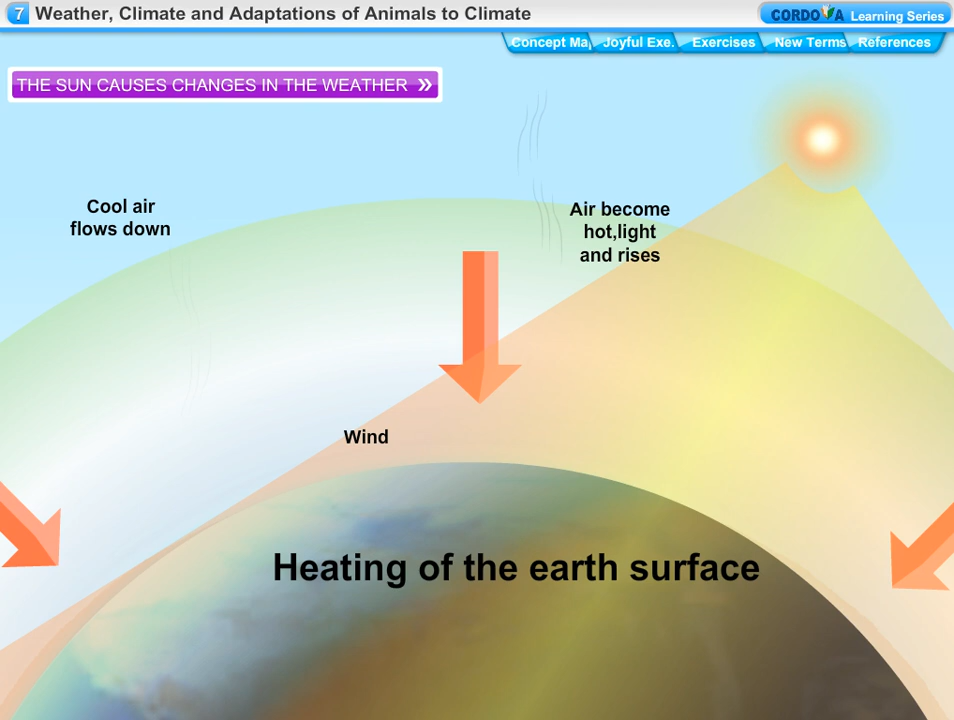 7 Weather, Climate and Adaptations of Animals to Climate
CORDOVA Learning Series
Concept Ma
Joyful Exe.
Exercises
New Terms
References
THE SUN CAUSES CHANGES IN THE WEATHER »
Cool air
flows down
Air become
hot,light
and rises
Wind
Heating of the earth surface